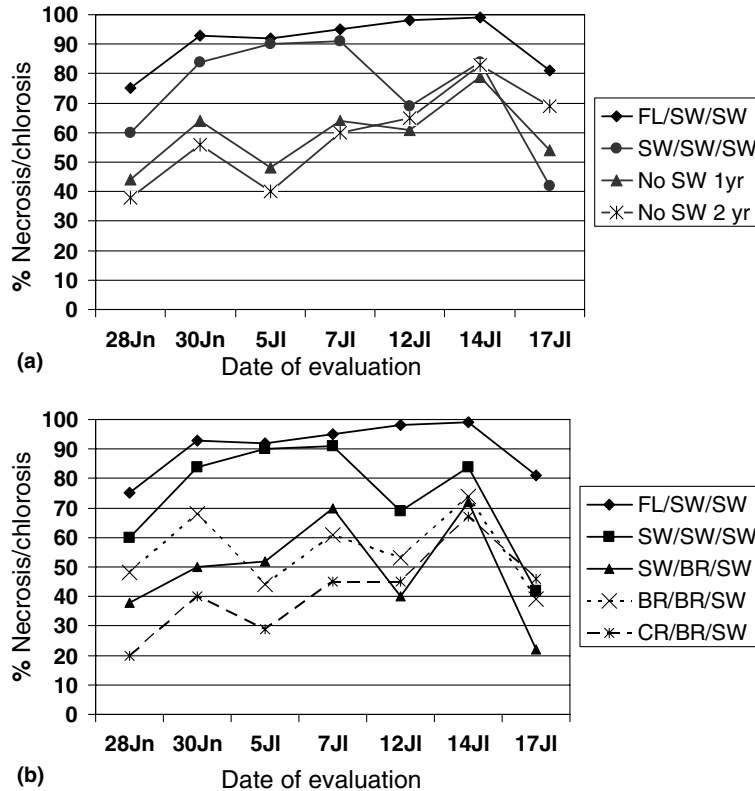 % Necrosis/chlorosis
100
90
80
70
60
50
40
30
20
10
0
28Jn 30Jn 5Jl 7Jl 12Jl 14Jl 17Jl
Date of evaluation
(a)
FL/SW/SW
SW/SW/SW
No SW 1yr
No SW 2 yr
% Necrosis/chlorosis
100
90
80
70
60
50
40
30
20
10
0
28Jn 30Jn 5Jl 7Jl 12Jl 14Jl 17Jl
Date of evaluation
(b)
FL/SW/SW
SW/SW/SW
SW/BR/SW
BR/BR/SW
CR/BR/SW